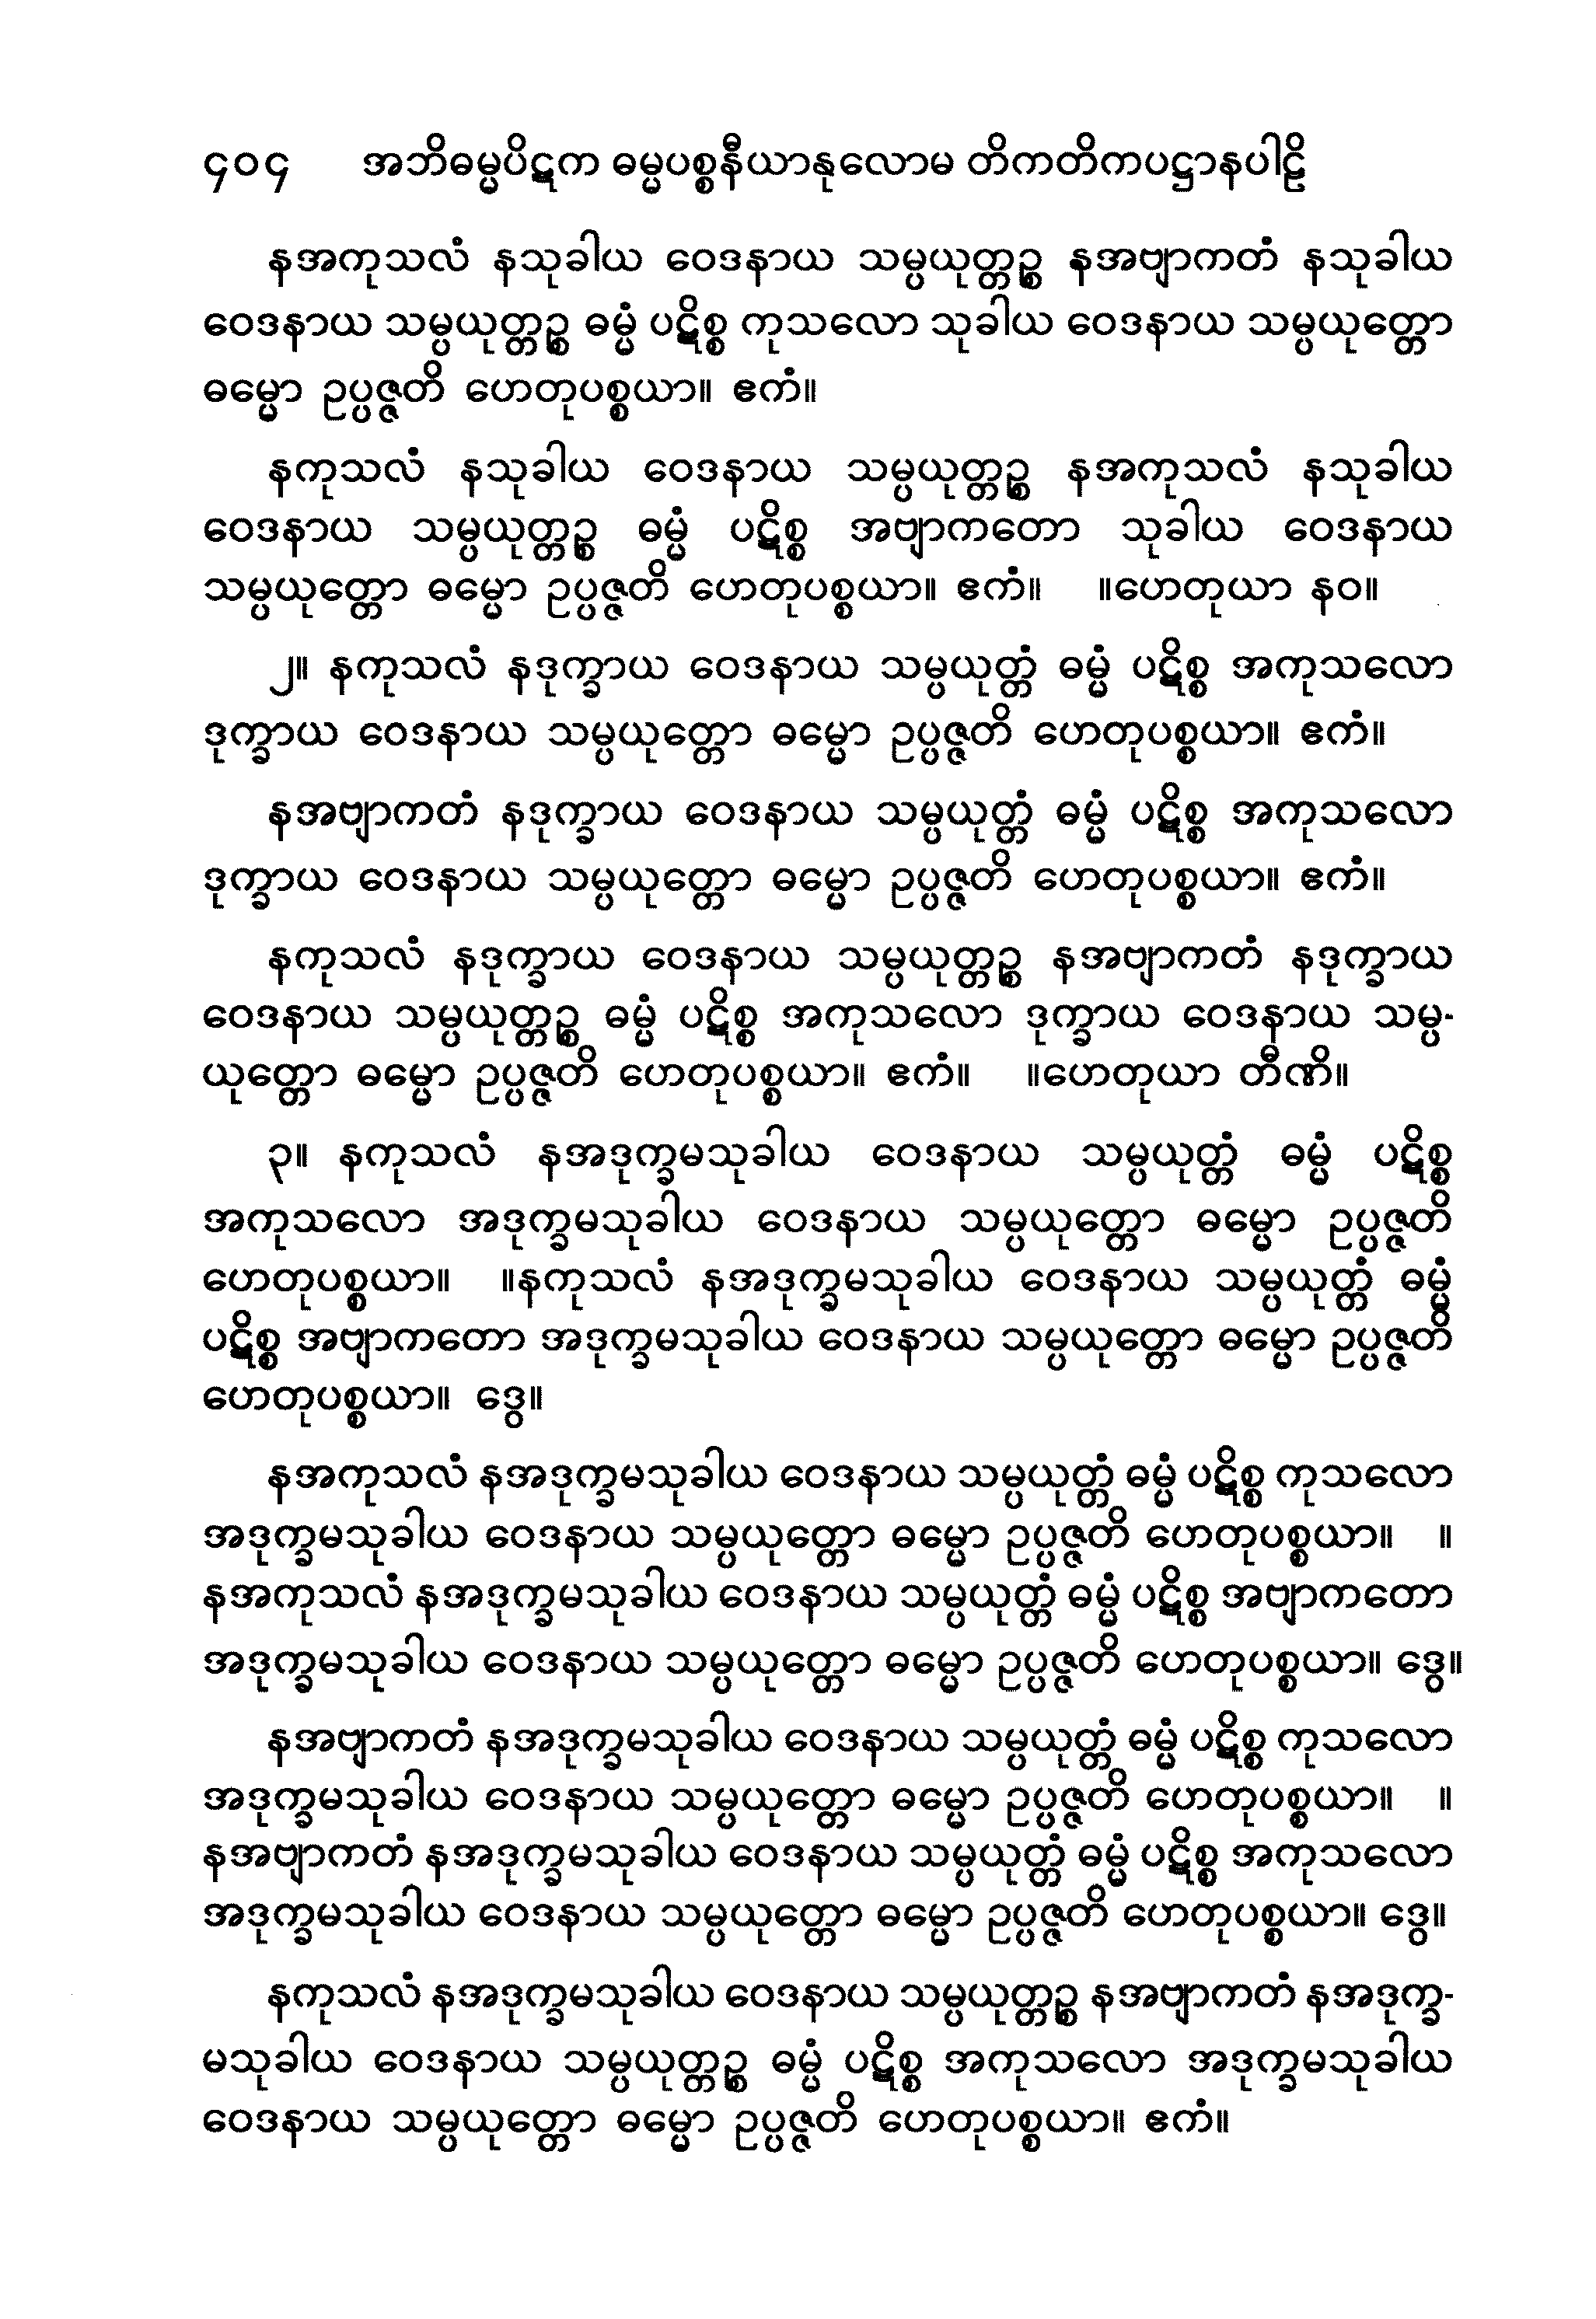 ၄၀၄ အဘိဓမ္မပိဋက ဓမ္မပစ္စနီယာနုလောမ တိကတိကပဋ္ဌာနပါဠိ
နအကုသလံ နသုခါယ ဝေဒနာယ သမ္ပယုတ္တဉ္စ နအဗျာကတံ နသုခါယ
ဝေဒနာယ သမ္ပယုတ္တဉ္စ ဓမ္မံ ပဋိစ္စ ကုသလော သုခါယ ဝေဒနာယ သမ္ပယုတ္တော
ဓမ္မော ဥပ္ပဇ္ဇတိ ဟေတုပစ္စယာ။ ဧကံ။
နကုသလံ နသုခါယ ဝေဒနာယ သမ္ပယုတ္တဉ္စ နအကုသလံ နသုခါယ
ဝေဒနာယ သမ္ပယုတ္တဉ္စ ဓမ္မံ ပဋိစ္စ အဗျာကတော သုခါယ ဝေဒနာယ
သမ္ပယုတ္တော ဓမ္မော ဥပ္ပဇ္ဇတိ ဟေတုပစ္စယာ။ ဧကံ။ ။ဟေတုယာ နဝ။
၂။ နကုသလံ နဒုက္ခာယ ဝေဒနာယ သမ္ပယုတ္တံ ဓမ္မံ ပဋိစ္စ အကုသလော
ဒုက္ခာယ ဝေဒနာယ သမ္ပယုတ္တော ဓမ္မော ဥပ္ပဇ္ဇတိ ဟေတုပစ္စယာ။ ဧကံ။
နအဗျာကတံ နဒုက္ခာယ ဝေဒနာယ သမ္ပယုတ္တံ ဓမ္မံ ပဋိစ္စ အကုသလော
ဒုက္ခာယ ဝေဒနာယ သမ္ပယုတ္တော ဓမ္မော ဥပ္ပဇ္ဇတိ ဟေတုပစ္စယာ။ ဧကံ။
နကုသလံ နဒုက္ခာယ ဝေဒနာယ သမ္ပယုတ္တဉ္စ နအဗျာကတံ နဒုက္ခာယ
ဝေဒနာယ သမ္ပယုတ္တဉ္စ ဓမ္မံ ပဋိစ္စ အကုသလော ဒုက္ခာယ ဝေဒနာယ သမ္ပ-
ယုတ္တော ဓမ္မော ဥပ္ပဇ္ဇတိ ဟေတုပစ္စယာ။ ဧကံ။ ။ဟေတုယာ တီဏိ။
၃။ နကုသလံ နအဒုက္ခမသုခါယ ဝေဒနာယ သမ္ပယုတ္တံ ဓမ္မံ ပဋိစ္စ
အကုသလော အဒုက္ခမသုခါယ ဝေဒနာယ သမ္ပယုတ္တော ဓမ္မော ဥပ္ပဇ္ဇတိ
ဟေတုပစ္စယာ။ ။နကုသလံ နအဒုက္ခမသုခါယ ဝေဒနာယ သမ္ပယုတ္တံ ဓမ္မံ
ပဋိစ္စ အဗျာကတော အဒုက္ခမသုခါယ ဝေဒနာယ သမ္ပယုတ္တော ဓမ္မော ဥပ္ပဇ္ဇတိ
ဟေတုပစ္စယာ။ ဒွေ။
နအကုသလံ နအဒုက္ခမသုခါယ ဝေဒနာယ သမ္ပယုတ္တံ ဓမ္မံ ပဋိစ္စ ကုသလော
အဒုက္ခမသုခါယ ဝေဒနာယ သမ္ပယုတ္တော ဓမ္မော ဥပ္ပဇ္ဇတိ ဟေတုပစ္စယာ။ ။
နအကုသလံ နအဒုက္ခမသုခါယ ဝေဒနာယ သမ္ပယုတ္တံ ဓမ္မံ ပဋိစ္စ အဗျာကတော
အဒုက္ခမသုခါယ ဝေဒနာယ သမ္ပယုတ္တော ဓမ္မော ဥပ္ပဇ္ဇတိ ဟေတုပစ္စယာ။ ဒွေ။
နအဗျာကတံ နအဒုက္ခမသုခါယ ဝေဒနာယ သမ္ပယုတ္တံ ဓမ္မံ ပဋိစ္စ ကုသလော
အဒုက္ခမသုခါယ ဝေဒနာယ သမ္ပယုတ္တော ဓမ္မော ဥပ္ပဇ္ဇတိ ဟေတုပစ္စယာ။ ။
နအဗျာကတံ နအဒုက္ခမသုခါယ ဝေဒနာယ သမ္ပယုတ္တံ ဓမ္မံ ပဋိစ္စ အကုသလော
အဒုက္ခမသုခါယ ဝေဒနာယ သမ္ပယုတ္တော ဓမ္မော ဥပ္ပဇ္ဇတိ ဟေတုပစ္စယာ။ ဒွေ။
နကုသလံ နအဒုက္ခမသုခါယ ဝေဒနာယ သမ္ပယုတ္တဉ္စ နအဗျာကတံ နအဒုက္ခ-
မသုခါယ ဝေဒနာယ သမ္ပယုတ္တဉ္စ ဓမ္မံ ပဋိစ္စ အကုသလော အဒုက္ခမသုခါယ
ဝေဒနာယ သမ္ပယုတ္တော ဓမ္မော ဥပ္ပဇ္ဇတိ ဟေတုပစ္စယာ။ ဧကံ။